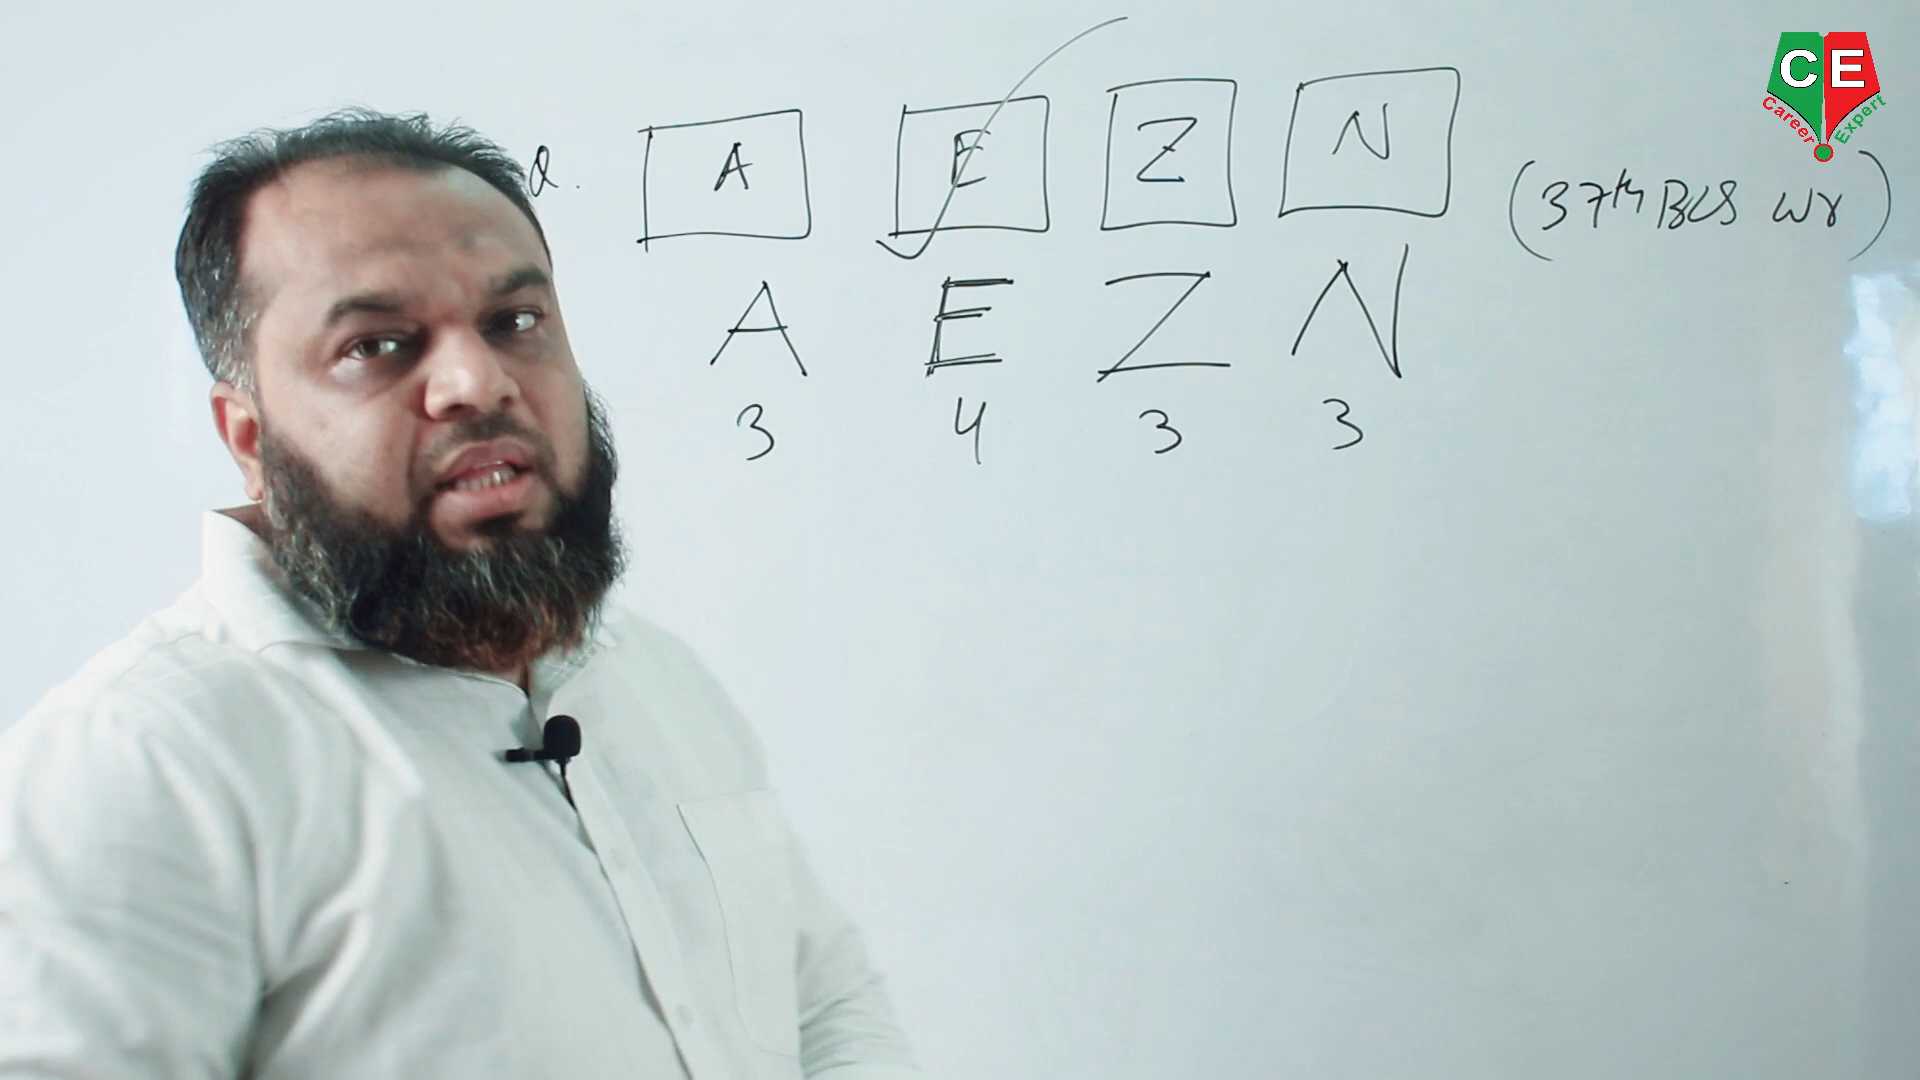 CE
Career Expert
Q. A E Z N
(37th BCS Wr)
A E Z N
3 4 3 3